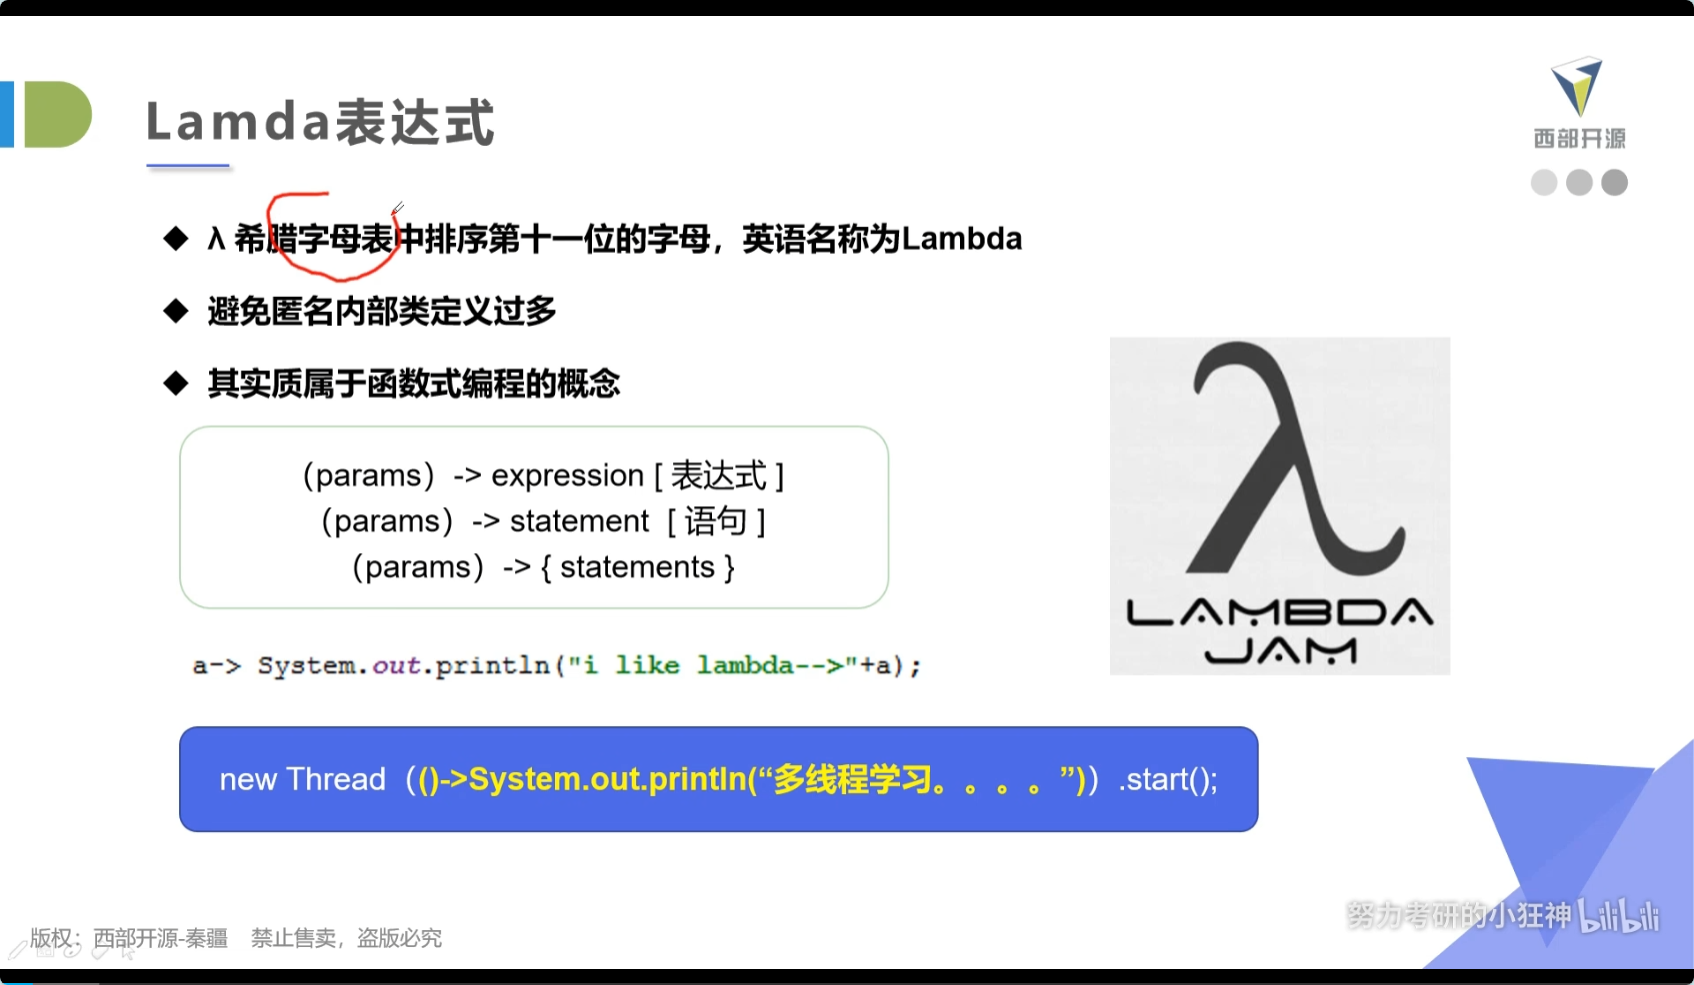 Lamda表达式
西部开源
λ 希腊字母表中排序第十一位的字母，英语名称为Lambda
避免匿名内部类定义过多
其实质属于函数式编程的概念
（params）-> expression [ 表达式 ]
（params）-> statement [ 语句 ]
（params）-> { statements }
a-> System.out.println("i like lambda-->"+a);
λ
LAMBDA
JAM
new Thread（()->System.out.println(“多线程学习。。。。”)）.start();
努力考研的小狂神 bilibili
版权：西部开源-秦疆 禁止售卖，盗版必究